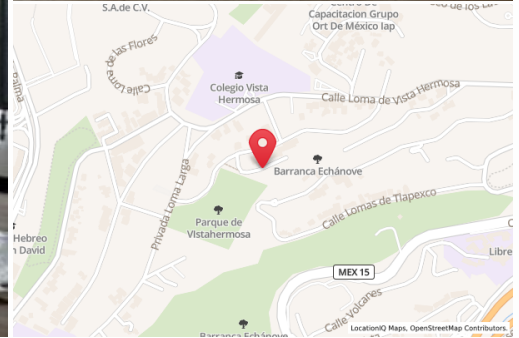 S.A.de C.V.
Capacitacion Grupo
Ort De México Iap
Calle Loma de las Flores
Palma
Colegio Vista
Hermosa
Calle Loma de Vista Hermosa
Barranca Echánove
Privada Loma Larga
Calle Lomas de Tlapexco
Parque de
Vistahermosa
Hebreo
David
MEX 15
Libre
Calle Volcanes
Barranca Echánove
LocationIQ Maps, OpenStreetMap Contributors.